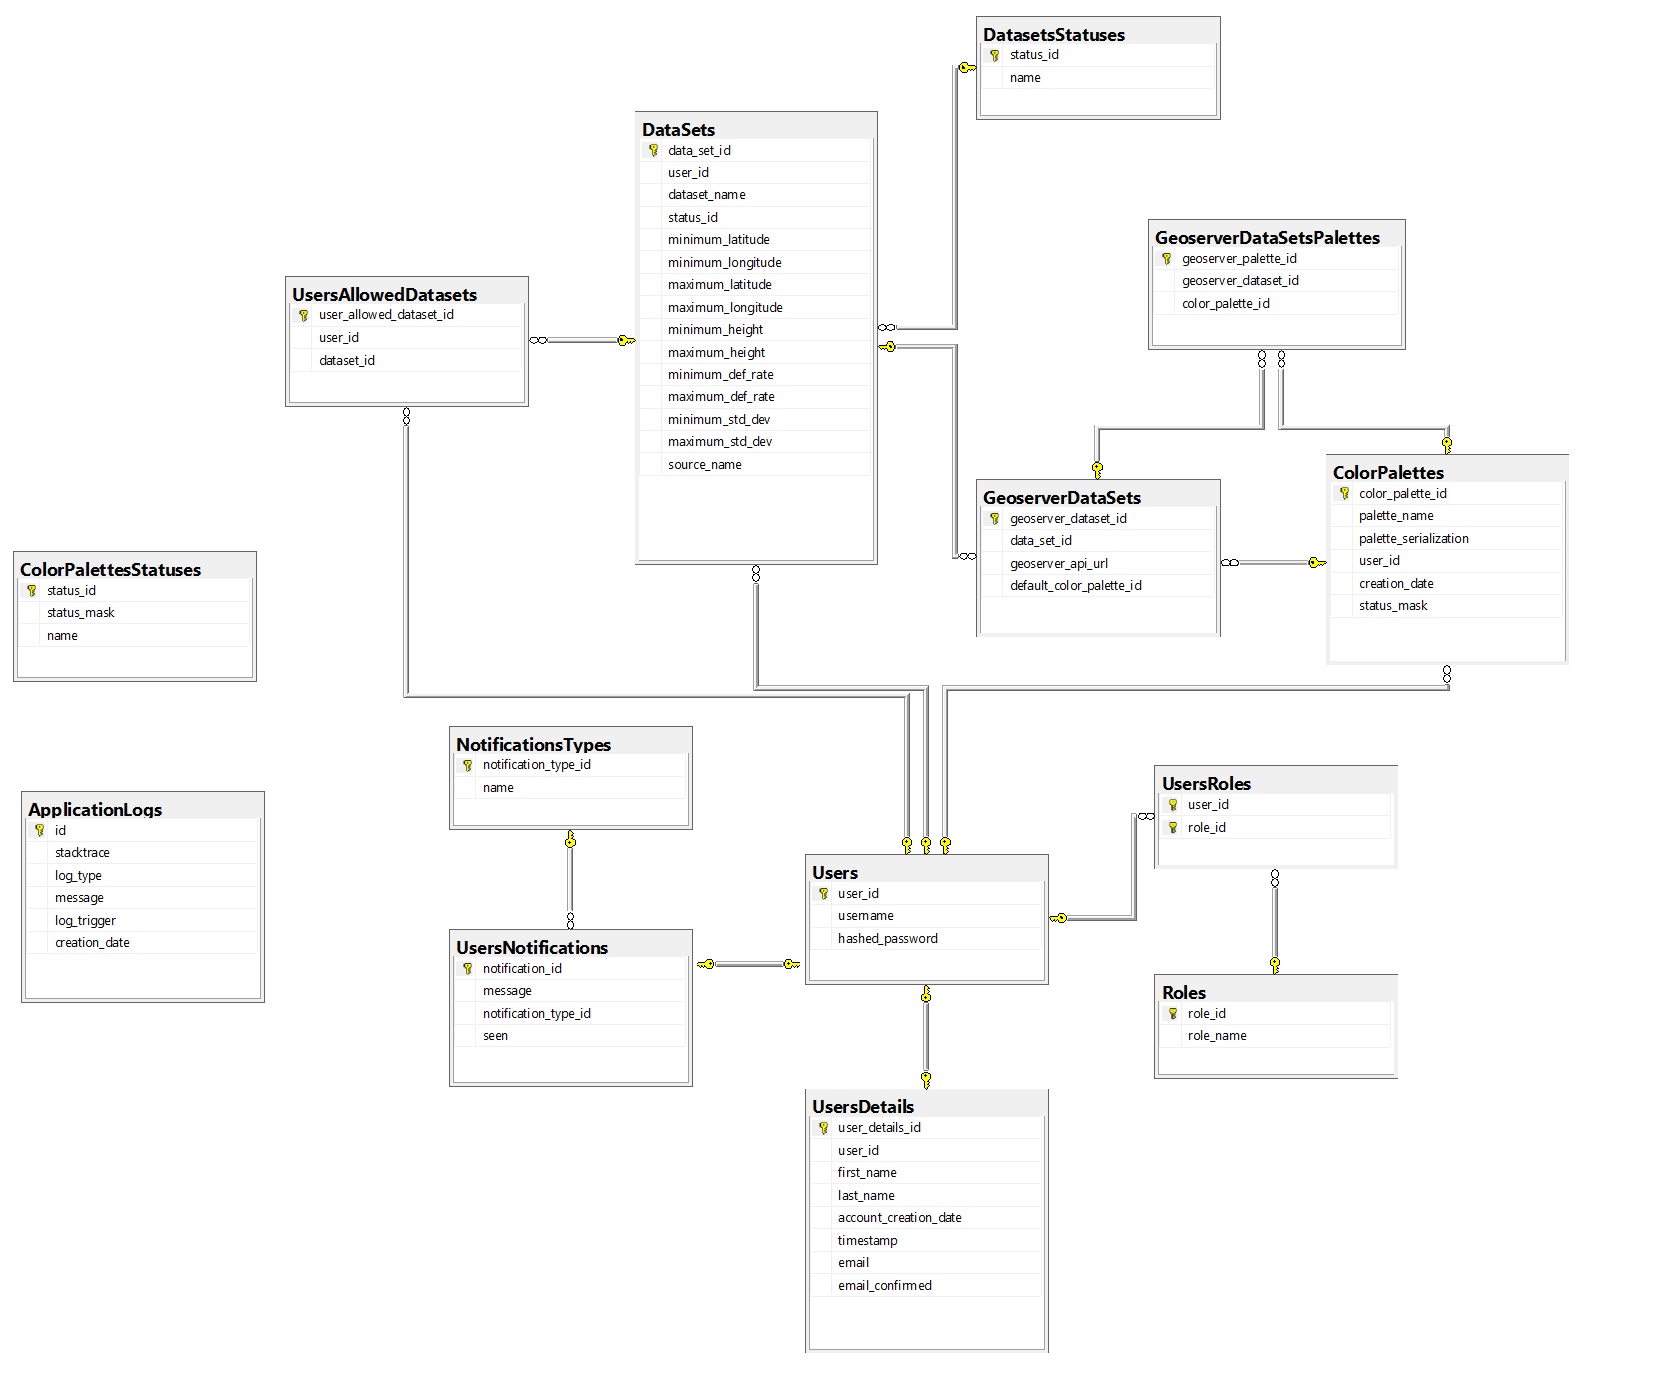 DatasetsStatuses
status_id
name
DataSets
data_set_id
user_id
dataset_name
status_id
minimum_latitude
minimum_longitude
maximum_latitude
maximum_longitude
minimum_height
maximum_height
minimum_def_rate
maximum_def_rate
minimum_std_dev
maximum_std_dev
source_name
GeoserverDataSetsPalettes
geoserver_palette_id
geoserver_dataset_id
color_palette_id
UsersAllowedDatasets
user_allowed_dataset_id
user_id
dataset_id
ColorPalettes
color_palette_id
palette_name
palette_serialization
user_id
creation_date
status_mask
GeoserverDataSets
geoserver_dataset_id
data_set_id
geoserver_api_url
default_color_palette_id
ColorPalettesStatuses
status_id
status_mask
name
NotificationsTypes
notification_type_id
name
UsersRoles
user_id
role_id
ApplicationLogs
id
stacktrace
log_type
message
log_trigger
creation_date
Users
user_id
username
hashed_password
UsersNotifications
notification_id
message
notification_type_id
seen
Roles
role_id
role_name
UsersDetails
user_details_id
user_id
first_name
last_name
account_creation_date
timestamp
email
email_confirmed